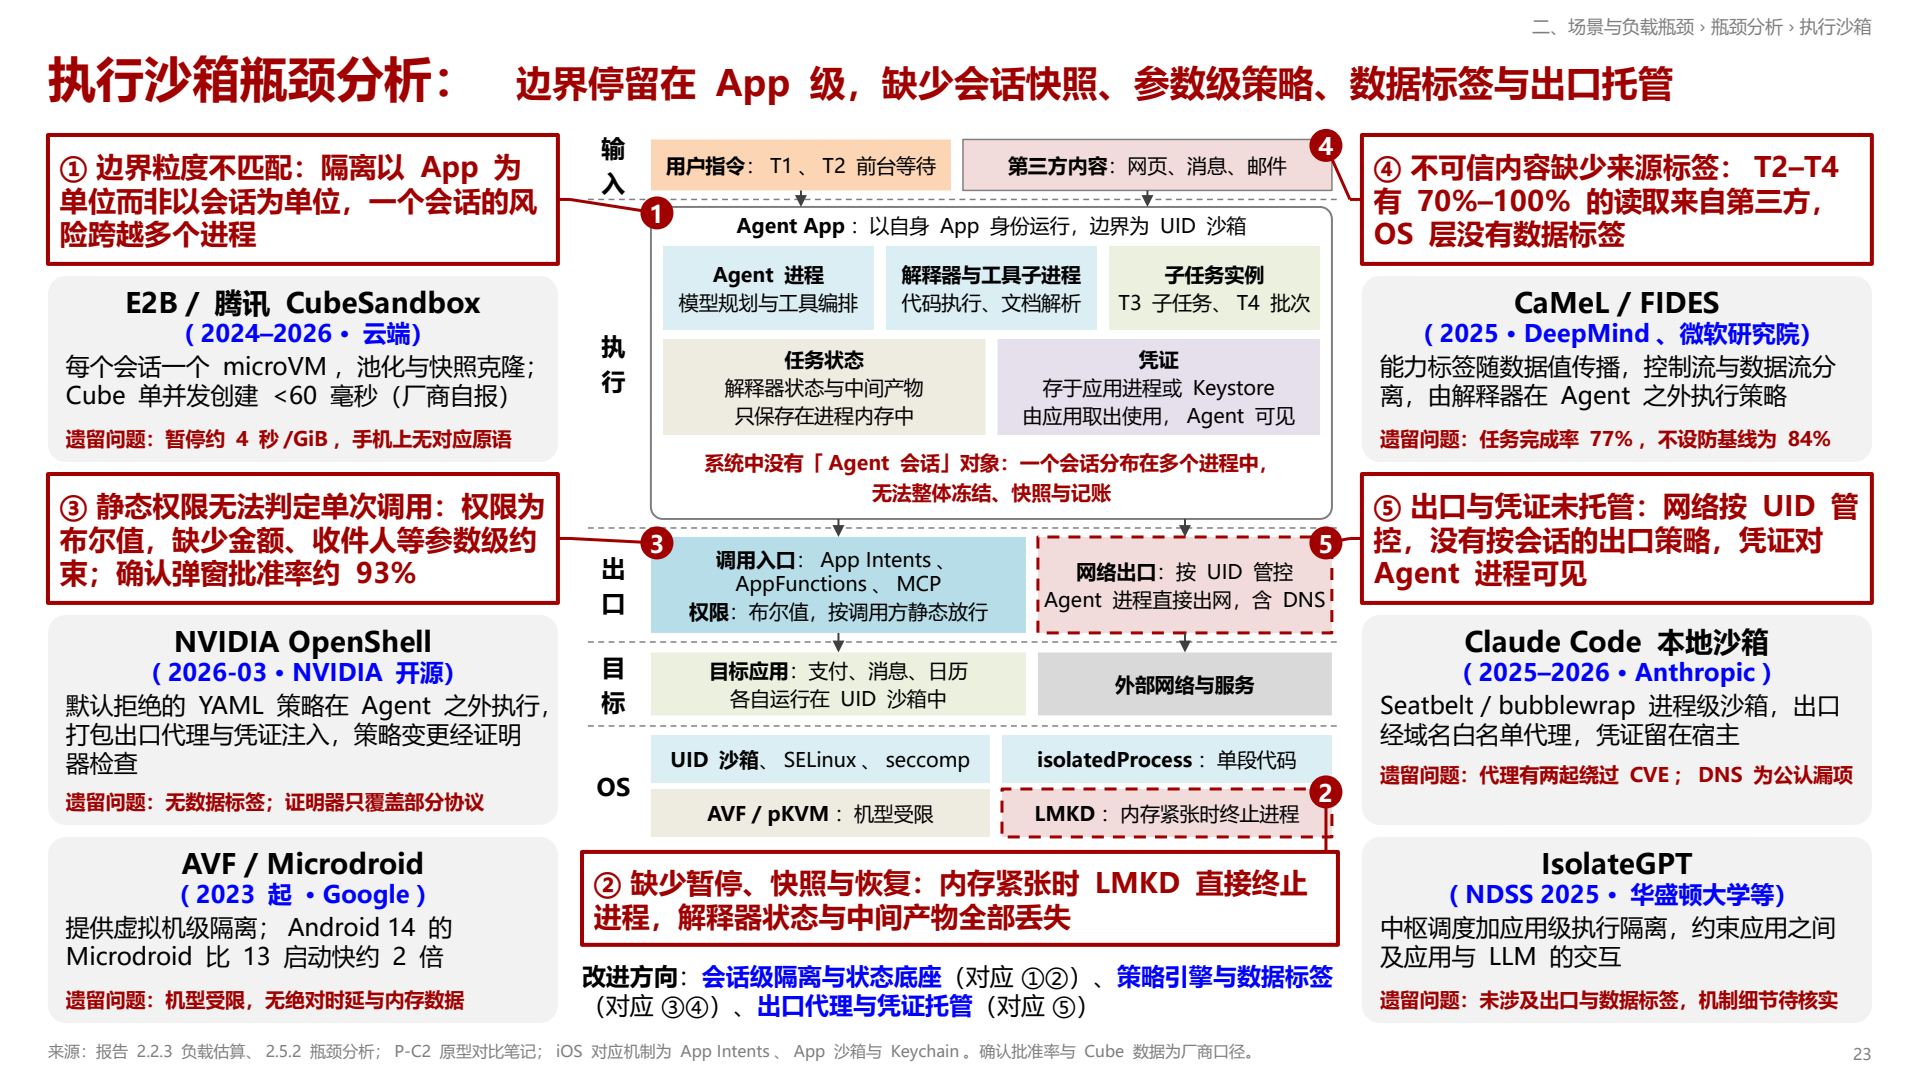 二、场景与负载瓶颈 › 瓶颈分析 › 执行沙箱
执行沙箱瓶颈分析： 边界停留在 App 级，缺少会话快照、参数级策略、数据标签与出口托管
① 边界粒度不匹配：隔离以 App 为
单位而非以会话为单位，一个会话的风
险跨越多个进程
E2B / 腾讯 CubeSandbox
（2024–2026 • 云端）
每个会话一个 microVM，池化与快照克隆；
Cube 单并发创建 <60 毫秒（厂商自报）
遗留问题：暂停约 4 秒/GiB，手机上无对应原语
③ 静态权限无法判定单次调用：权限为
布尔值，缺少金额、收件人等参数级约
束；确认弹窗批准率约 93%
NVIDIA OpenShell
（2026-03 • NVIDIA 开源）
默认拒绝的 YAML 策略在 Agent 之外执行，
打包出口代理与凭证注入，策略变更经证明
器检查
遗留问题：无数据标签；证明器只覆盖部分协议
AVF / Microdroid
（2023 起 • Google）
提供虚拟机级隔离；Android 14 的
Microdroid 比 13 启动快约 2 倍
遗留问题：机型受限，无绝对时延与内存数据
输
入
用户指令：T1、T2 前台等待
第三方内容：网页、消息、邮件
4
1
执
行
Agent App：以自身 App 身份运行，边界为 UID 沙箱
Agent 进程
模型规划与工具编排
解释器与工具子进程
代码执行、文档解析
子任务实例
T3 子任务、T4 批次
任务状态
解释器状态与中间产物
只保存在进程内存中
凭证
存于应用进程或 Keystore
由应用取出使用，Agent 可见
系统中没有「Agent 会话」对象：一个会话分布在多个进程中，
无法整体冻结、快照与记账
3
5
出
口
调用入口：App Intents、
AppFunctions、MCP
权限：布尔值，按调用方静态放行
网络出口：按 UID 管控
Agent 进程直接出网，含 DNS
目
标
目标应用：支付、消息、日历
各自运行在 UID 沙箱中
外部网络与服务
OS
UID 沙箱、SELinux、seccomp
isolatedProcess：单段代码
AVF / pKVM：机型受限
LMKD：内存紧张时终止进程
2
② 缺少暂停、快照与恢复：内存紧张时 LMKD 直接终止
进程，解释器状态与中间产物全部丢失
改进方向：会话级隔离与状态底座（对应 ①②）、策略引擎与数据标签
（对应 ③④）、出口代理与凭证托管（对应 ⑤）
④ 不可信内容缺少来源标签：T2–T4
有 70%–100% 的读取来自第三方，
OS 层没有数据标签
CaMeL / FIDES
（2025 • DeepMind、微软研究院）
能力标签随数据值传播，控制流与数据流分
离，由解释器在 Agent 之外执行策略
遗留问题：任务完成率 77%，不设防基线为 84%
⑤ 出口与凭证未托管：网络按 UID 管
控，没有按会话的出口策略，凭证对
Agent 进程可见
Claude Code 本地沙箱
（2025–2026 • Anthropic）
Seatbelt / bubblewrap 进程级沙箱，出口
经域名白名单代理，凭证留在宿主
遗留问题：代理有两起绕过 CVE；DNS 为公认漏项
IsolateGPT
（NDSS 2025 • 华盛顿大学等）
中枢调度加应用级执行隔离，约束应用之间
及应用与 LLM 的交互
遗留问题：未涉及出口与数据标签，机制细节待核实
来源：报告 2.2.3 负载估算、2.5.2 瓶颈分析；P-C2 原型对比笔记；iOS 对应机制为 App Intents、App 沙箱与 Keychain。确认批准率与 Cube 数据为厂商口径。
23